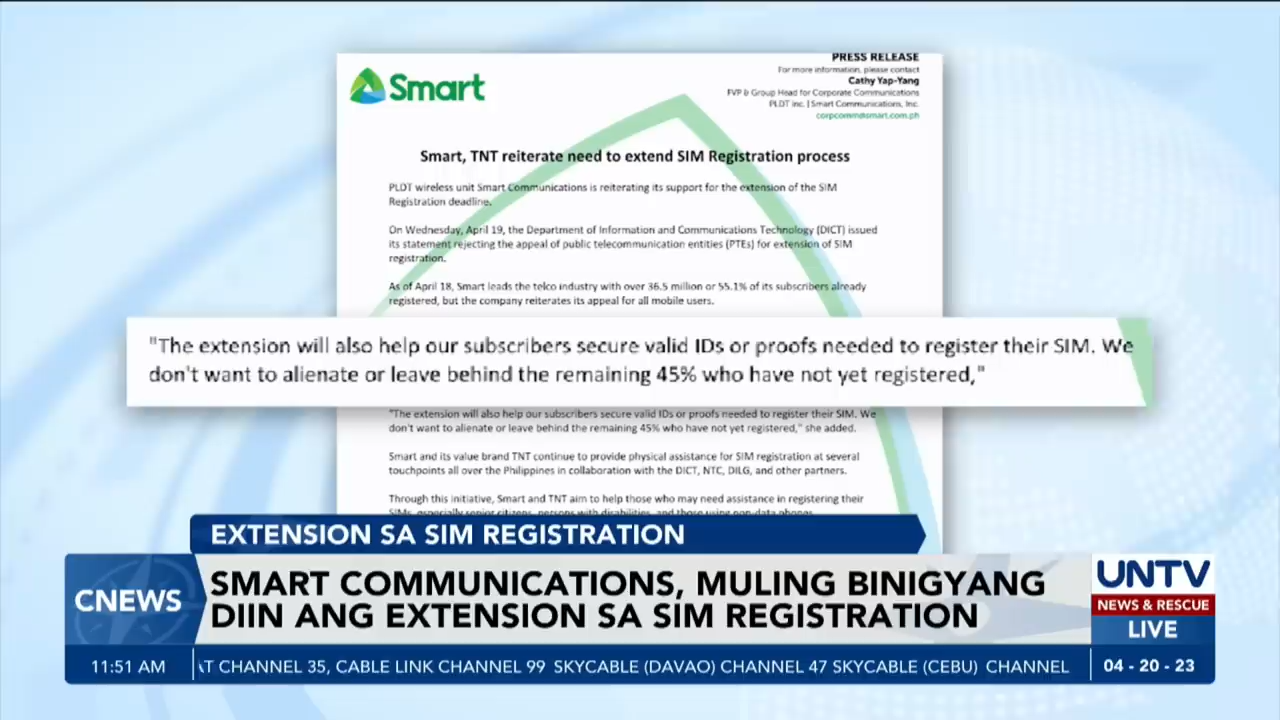 Smart
PRESS RELEASE
For more information, please contact
Cathy Yap-Yang
FVP & Group Head for Corporate Communications
PLDT Inc. | Smart Communications, Inc.
corpcomm@smart.com.ph
Smart, TNT reiterate need to extend SIM Registration process
PLDT wireless unit Smart Communications is reiterating its support for the extension of the SIM
Registration deadline.
On Wednesday, April 19, the Department of Information and Communications Technology (DICT) issued
its statement rejecting the appeal of public telecommunication entities (PTEs) for extension of SIM
registration.
As of April 18, Smart leads the telco industry with over 36.5 million or 55.1% of its subscribers already
registered, but the company reiterates its appeal for all mobile users.
"The extension will also help our subscribers secure valid IDs or proofs needed to register their SIM. We
don't want to alienate or leave behind the remaining 45% who have not yet registered,"
"The extension will also help our subscribers secure valid IDs or proofs needed to register their SIM. We
don't want to alienate or leave behind the remaining 45% who have not yet registered," she added.
Smart and its value brand TNT continue to provide physical assistance for SIM registration at several
touchpoints all over the Philippines in collaboration with the DICT, NTC, DILG, and other partners.
Through this initiative, Smart and TNT aim to help those who may need assistance in registering their
SIMs, especially senior citizens, persons with disabilities, and those using non-data phones.
EXTENSION SA SIM REGISTRATION
CNEWS
SMART COMMUNICATIONS, MULING BINIGYANG
DIIN ANG EXTENSION SA SIM REGISTRATION
UNTV
NEWS & RESCUE
LIVE
11:51 AM
AT CHANNEL 35, CABLE LINK CHANNEL 99 SKYCABLE (DAVAO) CHANNEL 47 SKYCABLE (CEBU) CHANNEL
04 - 20 - 23